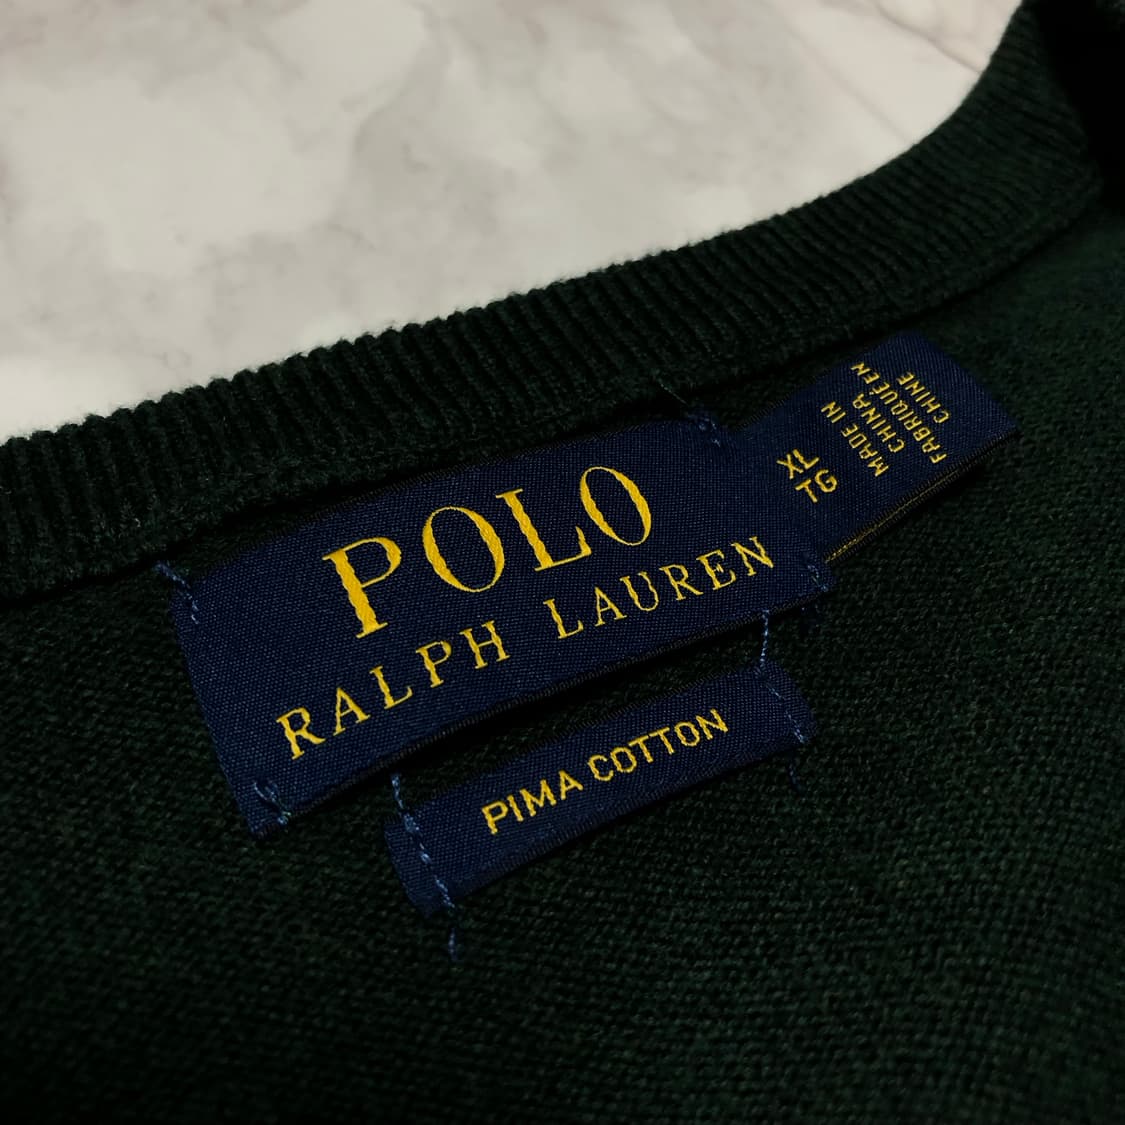 POLO
RALPH LAUREN
XL
TG
MADE IN
CHINA
FABRIQUÉ EN
CHINE
PIMA COTTON